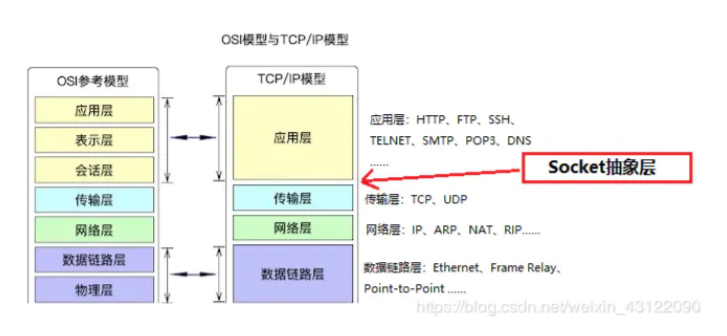 OSI模型与TCP/IP模型
OSI参考模型
应用层
表示层
会话层
传输层
网络层
数据链路层
物理层
TCP/IP模型
应用层
传输层
网络层
数据链路层
应用层：HTTP、FTP、SSH、
TELNET、SMTP、POP3、DNS
......
Socket抽象层
传输层：TCP、UDP
网络层：IP、ARP、NAT、RIP......
数据链路层：Ethernet、Frame Relay、
Point-to-Point ......
https://blog.csdn.net/weixin_43122090